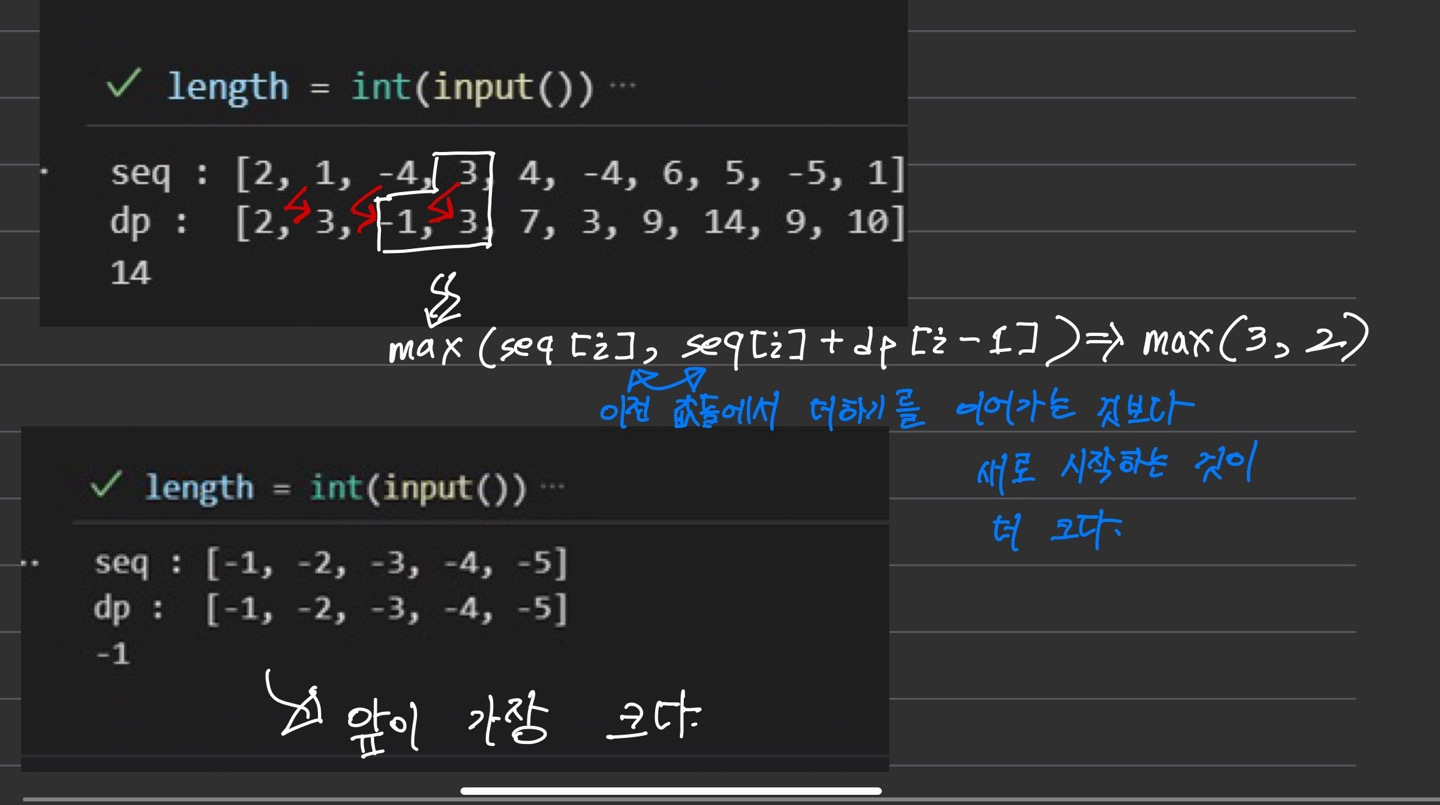 ✓ length = int(input()) ···
seq : [2, 1, -4, 3, 4, -4, 6, 5, -5, 1]
dp :  [2, 3, -1, 3, 7, 3, 9, 14, 9, 10]
14
max(seq[i], seq[i]+dp[i-1])⇒ max(3, 2)
이전 값들에서 더하기를 이어가는 것보다
새로 시작하는 것이
더 크다.
✓ length = int(input()) ···
seq : [-1, -2, -3, -4, -5]
dp :  [-1, -2, -3, -4, -5]
-1
앞이 가장 크다.